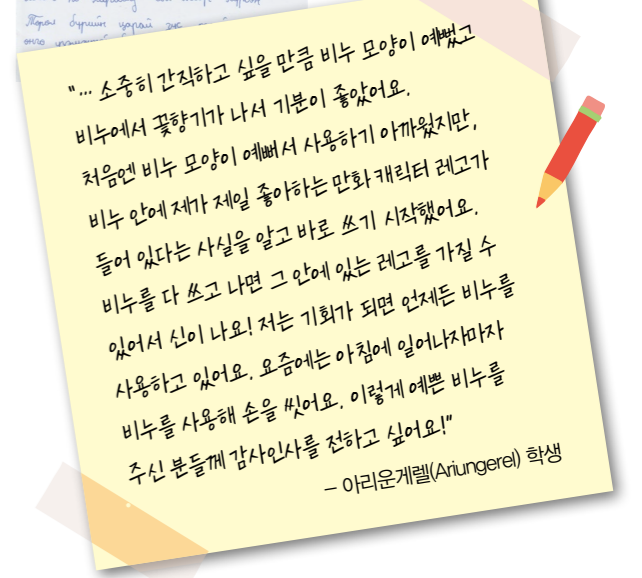 Төрөл бүрийн царай
"… 소중히 간직하고 싶을 만큼 비누 모양이 예뻤고
비누에서 꽃향기가 나서 기분이 좋았어요.
처음엔 비누 모양이 예뻐서 사용하기 아까웠지만,
비누 안에 제가 제일 좋아하는 만화 캐릭터 레고가
들어 있다는 사실을 알고 바로 쓰기 시작했어요.
비누를 다 쓰고 나면 그 안에 있는 레고를 가질 수
있어서 신이 나요! 저는 기회가 되면 언제든 비누를
사용하고 있어요. 요즘에는 아침에 일어나자마자
비누를 사용해 손을 씻어요. 이렇게 예쁜 비누를
주신 분들께 감사인사를 전하고 싶어요!"
– 아리운게렐(Ariungerel) 학생